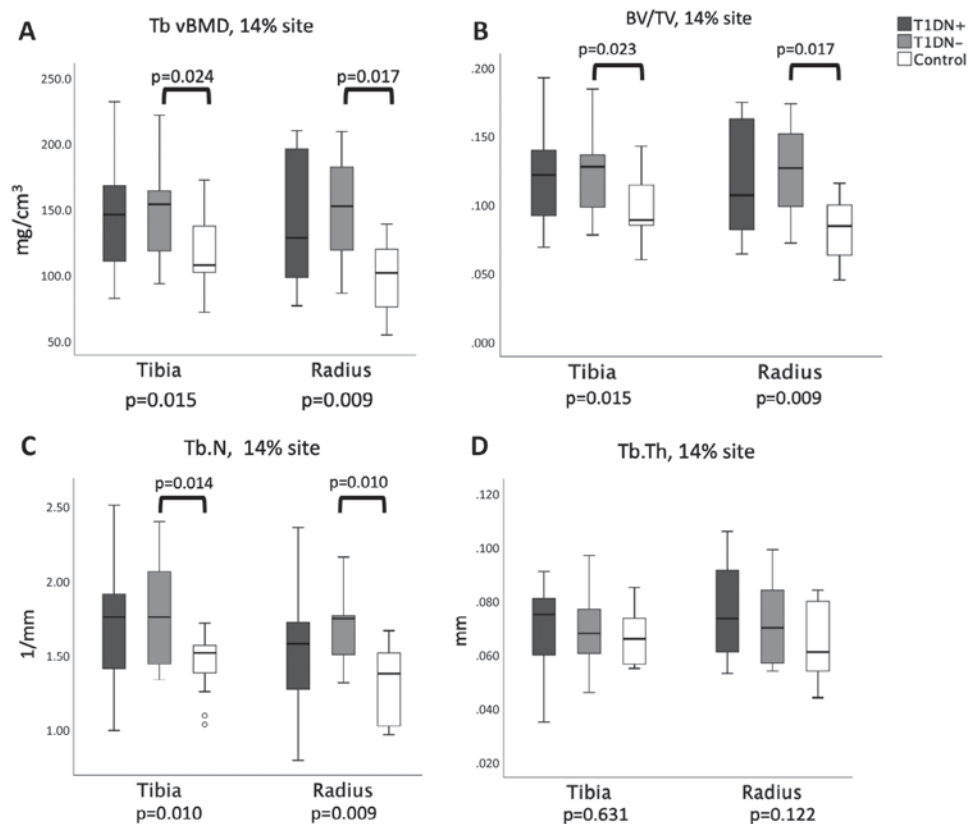 A
Tb vBMD, 14% site
mg/cm³
250.0
200.0
150.0
100.0
50.0
p=0.024
p=0.017
Tibia
Radius
p=0.015
p=0.009
B
BV/TV, 14% site
T1DN+
T1DN−
Control
.200
.150
.100
.050
.000
p=0.023
p=0.017
Tibia
Radius
p=0.015
p=0.009
C
Tb.N, 14% site
1/mm
2.50
2.00
1.50
1.00
p=0.014
p=0.010
Tibia
Radius
p=0.010
p=0.009
D
Tb.Th, 14% site
mm
.120
.100
.080
.060
.040
.020
Tibia
Radius
p=0.631
p=0.122